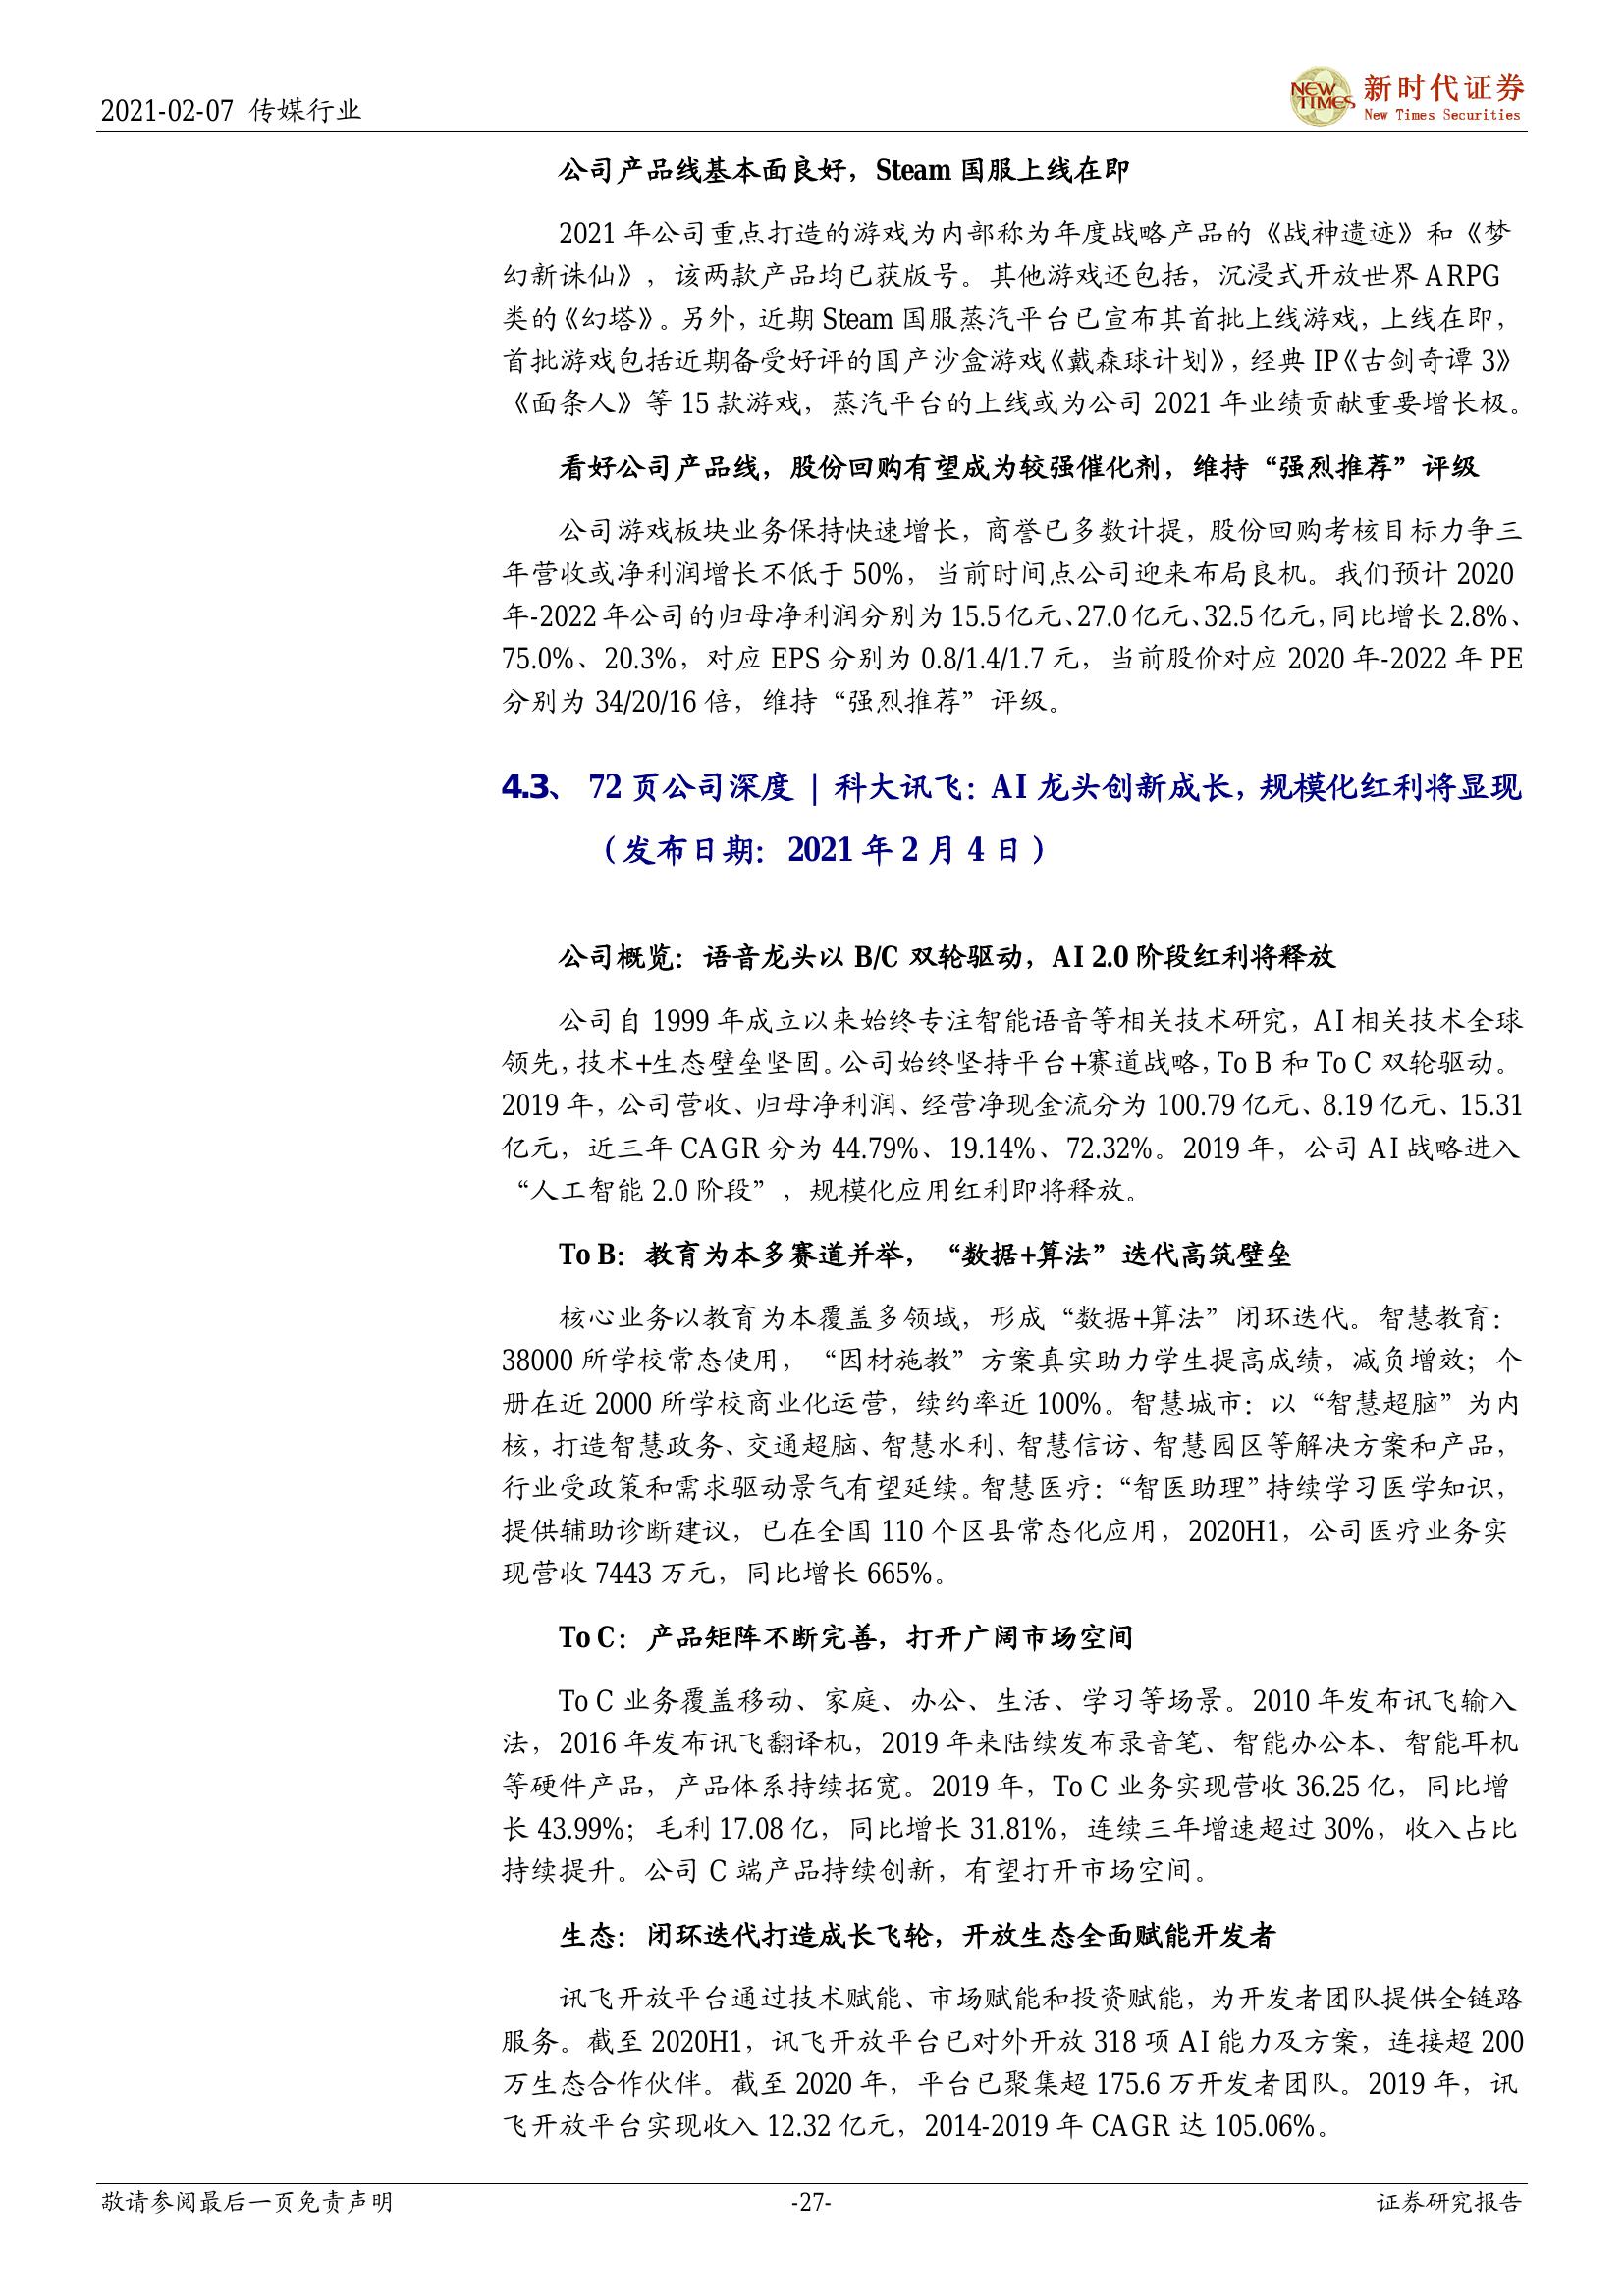 2021-02-07 传媒行业
NEW TIMES 新时代证券
New Times Securities
公司产品线基本面良好，Steam 国服上线在即
2021 年公司重点打造的游戏为内部称为年度战略产品的《战神遗迹》和《梦
幻新诛仙》，该两款产品均已获版号。其他游戏还包括，沉浸式开放世界 ARPG
类的《幻塔》。另外，近期 Steam 国服蒸汽平台已宣布其首批上线游戏，上线在即，
首批游戏包括近期备受好评的国产沙盒游戏《戴森球计划》，经典 IP《古剑奇谭 3》
《面条人》等 15 款游戏，蒸汽平台的上线或为公司 2021 年业绩贡献重要增长极。
看好公司产品线，股份回购有望成为较强催化剂，维持“强烈推荐”评级
公司游戏板块业务保持快速增长，商誉已多数计提，股份回购考核目标力争三
年营收或净利润增长不低于 50%，当前时间点公司迎来布局良机。我们预计 2020
年-2022 年公司的归母净利润分别为 15.5 亿元、27.0 亿元、32.5 亿元，同比增长 2.8%、
75.0%、20.3%，对应 EPS 分别为 0.8/1.4/1.7 元，当前股价对应 2020 年-2022 年 PE
分别为 34/20/16 倍，维持“强烈推荐”评级。
4.3、 72 页公司深度 | 科大讯飞：AI 龙头创新成长，规模化红利将显现
（发布日期：2021 年 2 月 4 日）
公司概览：语音龙头以 B/C 双轮驱动，AI 2.0 阶段红利将释放
公司自 1999 年成立以来始终专注智能语音等相关技术研究，AI 相关技术全球
领先，技术+生态壁垒坚固。公司始终坚持平台+赛道战略，To B 和 To C 双轮驱动。
2019 年，公司营收、归母净利润、经营净现金流分为 100.79 亿元、8.19 亿元、15.31
亿元，近三年 CAGR 分为 44.79%、19.14%、72.32%。2019 年，公司 AI 战略进入
“人工智能 2.0 阶段”，规模化应用红利即将释放。
To B：教育为本多赛道并举，“数据+算法”迭代高筑壁垒
核心业务以教育为本覆盖多领域，形成“数据+算法”闭环迭代。智慧教育：
38000 所学校常态使用，“因材施教”方案真实助力学生提高成绩，减负增效；个
册在近 2000 所学校商业化运营，续约率近 100%。智慧城市：以“智慧超脑”为内
核，打造智慧政务、交通超脑、智慧水利、智慧信访、智慧园区等解决方案和产品，
行业受政策和需求驱动景气有望延续。智慧医疗：“智医助理”持续学习医学知识，
提供辅助诊断建议，已在全国 110 个区县常态化应用，2020H1，公司医疗业务实
现营收 7443 万元，同比增长 665%。
To C：产品矩阵不断完善，打开广阔市场空间
To C 业务覆盖移动、家庭、办公、生活、学习等场景。2010 年发布讯飞输入
法，2016 年发布讯飞翻译机，2019 年来陆续发布录音笔、智能办公本、智能耳机
等硬件产品，产品体系持续拓宽。2019 年，To C 业务实现营收 36.25 亿，同比增
长 43.99%；毛利 17.08 亿，同比增长 31.81%，连续三年增速超过 30%，收入占比
持续提升。公司 C 端产品持续创新，有望打开市场空间。
生态：闭环迭代打造成长飞轮，开放生态全面赋能开发者
讯飞开放平台通过技术赋能、市场赋能和投资赋能，为开发者团队提供全链路
服务。截至 2020H1，讯飞开放平台已对外开放 318 项 AI 能力及方案，连接超 200
万生态合作伙伴。截至 2020 年，平台已聚集超 175.6 万开发者团队。2019 年，讯
飞开放平台实现收入 12.32 亿元，2014-2019 年 CAGR 达 105.06%。
敬请参阅最后一页免责声明
-27-
证券研究报告